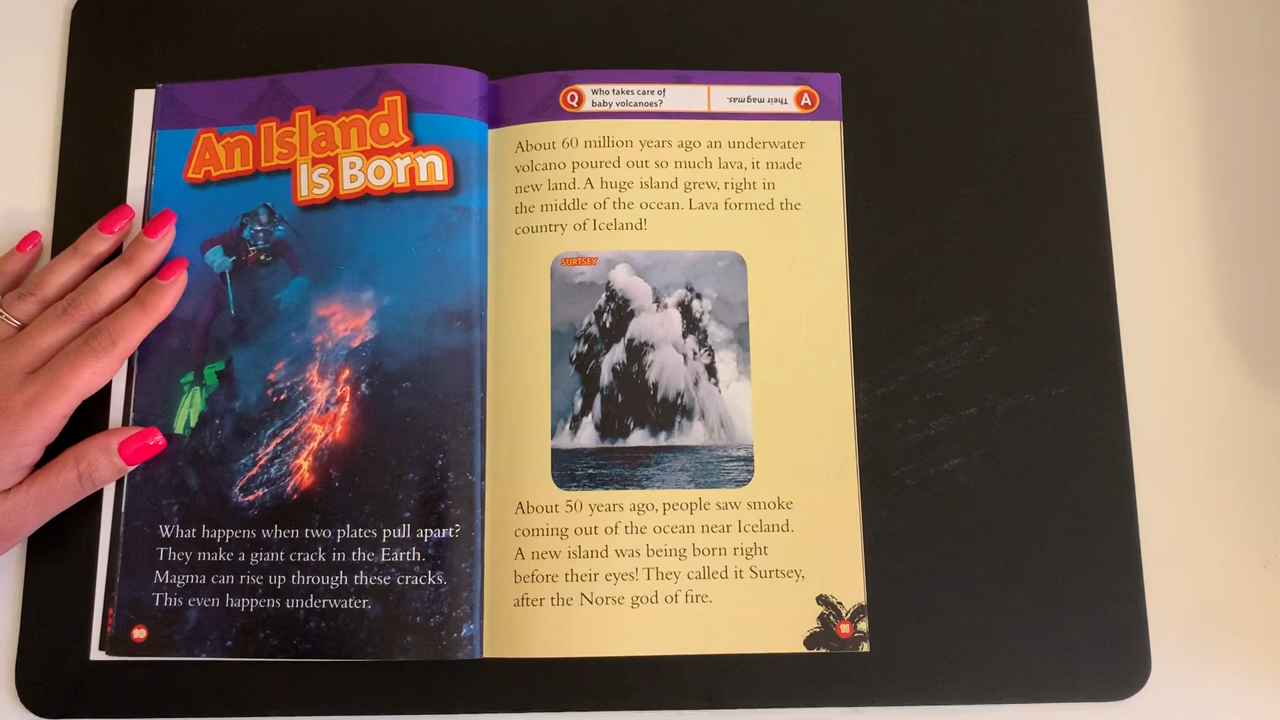 An Island
Is Born
What happens when two plates pull apart?
They make a giant crack in the Earth.
Magma can rise up through these cracks.
This even happens underwater.
10
Q
Who takes care of
baby volcanoes?
Their magmas.
A
About 60 million years ago an underwater
volcano poured out so much lava, it made
new land. A huge island grew, right in
the middle of the ocean. Lava formed the
country of Iceland!
SURTSEY
About 50 years ago, people saw smoke
coming out of the ocean near Iceland.
A new island was being born right
before their eyes! They called it Surtsey,
after the Norse god of fire.
11